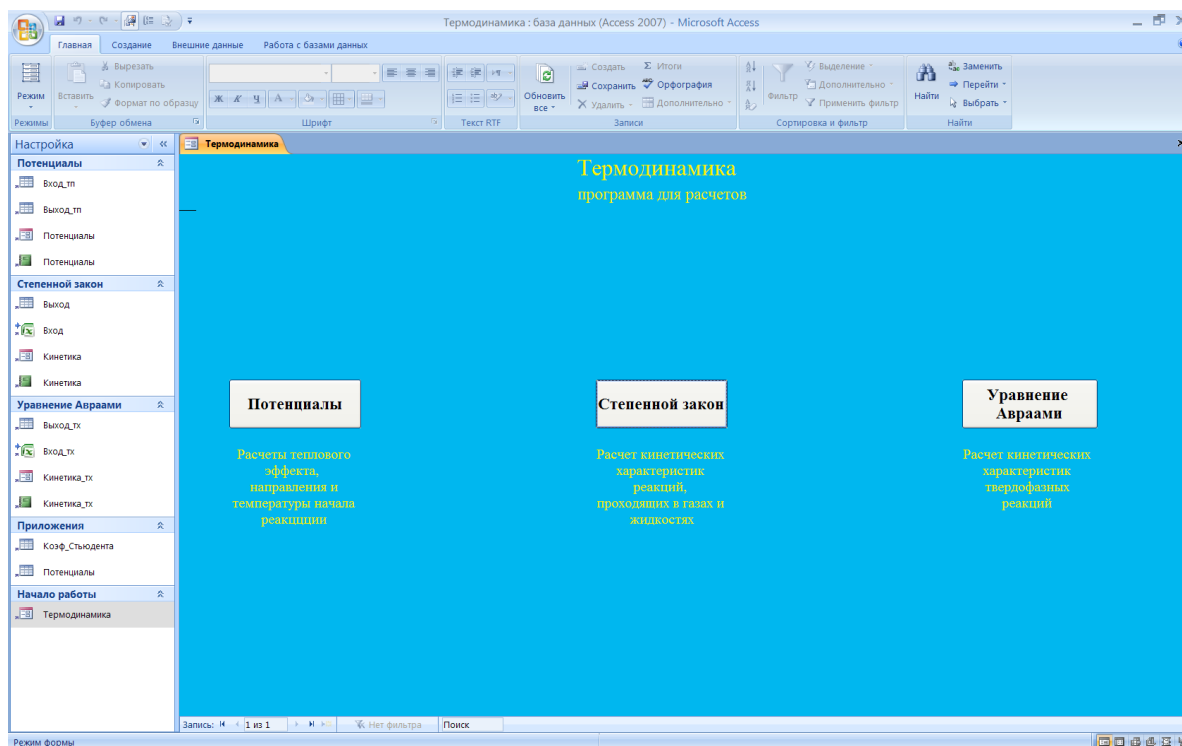 Термодинамика : база данных (Access 2007) - Microsoft Access
Главная Создание Внешние данные Работа с базами данных
Режим
Режимы
Вставить
Вырезать
Копировать
Формат по образцу
Буфер обмена
Ж К Ч А
Шрифт
Текст RTF
Обновить все
Создать
Сохранить
Удалить
Итоги
Орфография
Дополнительно
Записи
Фильтр
Выделение
Дополнительно
Применить фильтр
Сортировка и фильтр
Найти
Заменить
Перейти
Выбрать
Найти
Настройка
Потенциалы
Вход_тп
Выход_тп
Потенциалы
Потенциалы
Степенной закон
Выход
Вход
Кинетика
Кинетика
Уравнение Авраами
Выход_тх
Вход_тх
Кинетика_тх
Кинетика_тх
Приложения
Коэф_Стьюдента
Потенциалы
Начало работы
Термодинамика
Термодинамика
Термодинамика
программа для расчетов
Потенциалы
Расчеты теплового
эффекта,
направления и
температуры начала
реакцции
Степенной закон
Расчет кинетических
характеристик
реакций,
проходящих в газах и
жидкостях
Уравнение
Авраами
Расчет кинетических
характеристик
твердофазных
реакций
Запись: 1 из 1 Нет фильтра Поиск
Режим формы